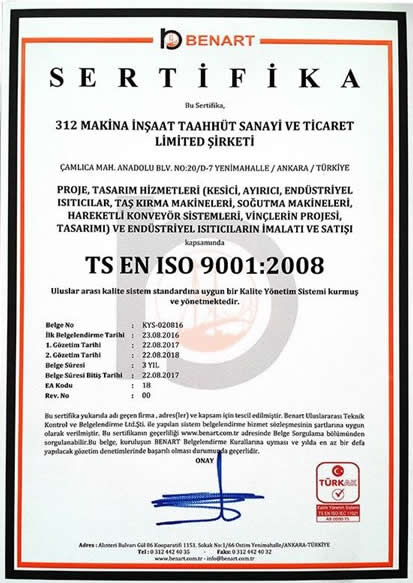 BENART
SERTİFİKA
Bu Sertifika,
312 MAKİNA İNŞAAT TAAHHÜT SANAYİ VE TİCARET
LİMİTED ŞİRKETİ
ÇAMLICA MAH. ANADOLU BLV. NO:20/D-7 YENİMAHALLE / ANKARA / TÜRKİYE
PROJE, TASARIM HİZMETLERİ (KESİCİ, AYIRICI, ENDÜSTRİYEL
ISITICILAR, TAŞ KIRMA MAKİNELERİ, SOĞUTMA MAKİNELERİ,
HAREKETLİ KONVEYÖR SİSTEMLERİ, VİNÇLERİN PROJESİ,
TASARIMI) VE ENDÜSTRİYEL ISITICILARIN İMALATI VE SATIŞI
kapsamında
TS EN ISO 9001:2008
Uluslar arası kalite sistem standardına uygun bir Kalite Yönetim Sistemi kurmuş
ve yönetmektedir.
Belge No : KYS-020816
İlk Belgelendirme Tarihi : 23.08.2016
1. Gözetim Tarihi : 22.08.2017
2. Gözetim Tarihi : 22.08.2018
Belge Süresi : 3 YIL
Belge Süresi Bitiş Tarihi : 22.08.2017
EA Kodu : 18
Rev. No : 00
Bu sertifika yukarıda adı geçen firma , adres(ler) ve kapsam için tescil edilmiştir. Benart Uluslararası Teknik
Kontrol ve Belgelendirme Ltd.Şti. ile yapılan sistem belgelendirme hizmet sözleşmesinin şartlarına uygun
olarak verilmiştir. Bu sertifikanın geçerliliği www.benart.com.tr adresinde Belge Sorgulama bölümünden
sorgulanabilir.Bu belge, kuruluşun BENART Belgelendirme Kurallarına uyması ve yılda en az bir defa
yapılacak gözetim denetimlerinde başarılı olması durumunda geçerlidir.
ONAY
TÜRKAK
Kalite Yönetim Sistemi
TS EN ISO IEC 17021
AB-0090-YS
Adres : Alınteri Bulvarı Gül 86 Kooparatifi 1151. Sokak No:1/66 Ostim Yenimahalle/ANKARA-TÜRKİYE
Tel : 0 312 442 40 35 - Faks: 0 312 442 40 32
www.benart.com.tr - info@benart.com.tr